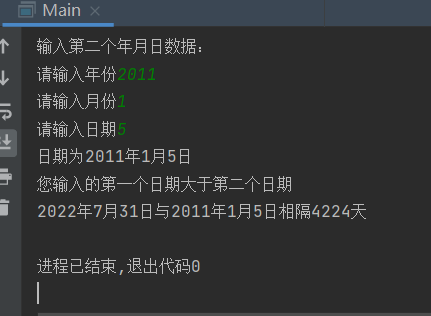 Main
输入第二个年月日数据:
请输入年份2011
请输入月份1
请输入日期5
日期为2011年1月5日
您输入的第一个日期大于第二个日期
2022年7月31日与2011年1月5日相隔4224天
进程已结束,退出代码0